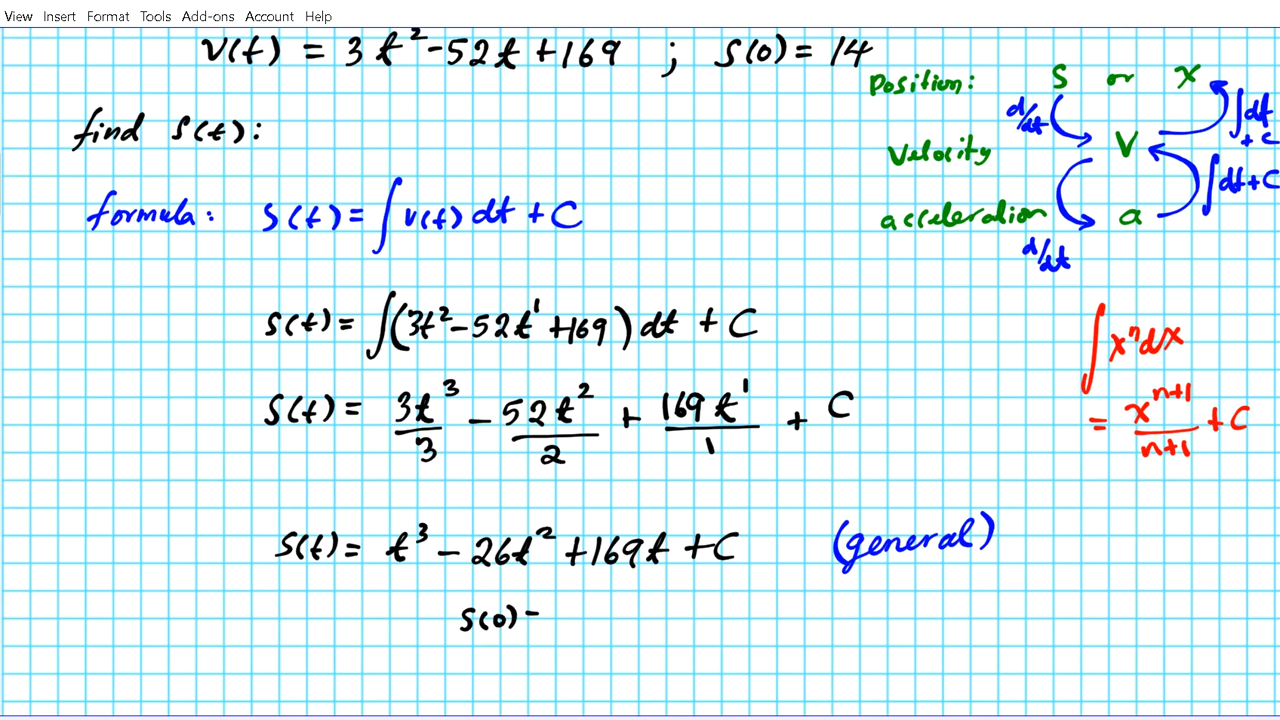 View Insert Format Tools Add-ons Account Help
v(t) = 3t² - 52t + 169 ; s(0) = 14
find s(t):
formula: s(t) = ∫ v(t) dt + C
s(t) = ∫(3t² - 52t¹ + 169) dt + C
s(t) = 3t³/3 - 52t²/2 + 169t¹/1 + C
s(t) = t³ - 26t² + 169t + C (general)
s(0) =
Position: S or X
d/dt ∫dt + C
Velocity V
∫dt + C
acceleration a
d/dt
∫ xⁿ dx
= xⁿ⁺¹/n+1 + C